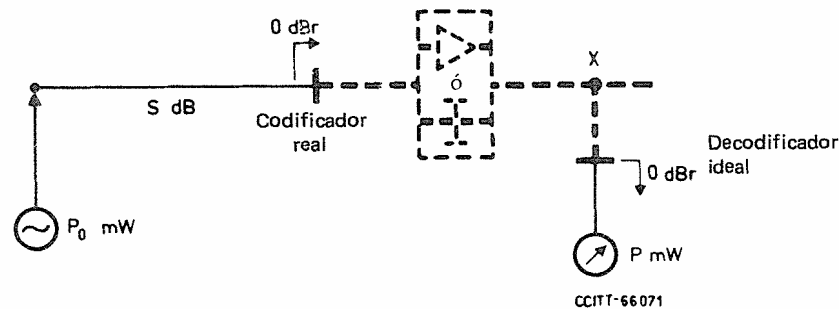 0 dBr
X
S dB
Ó
Codificador
real
0 dBr
Decodificador
ideal
P₀ mW
P mW
CCITT-66071